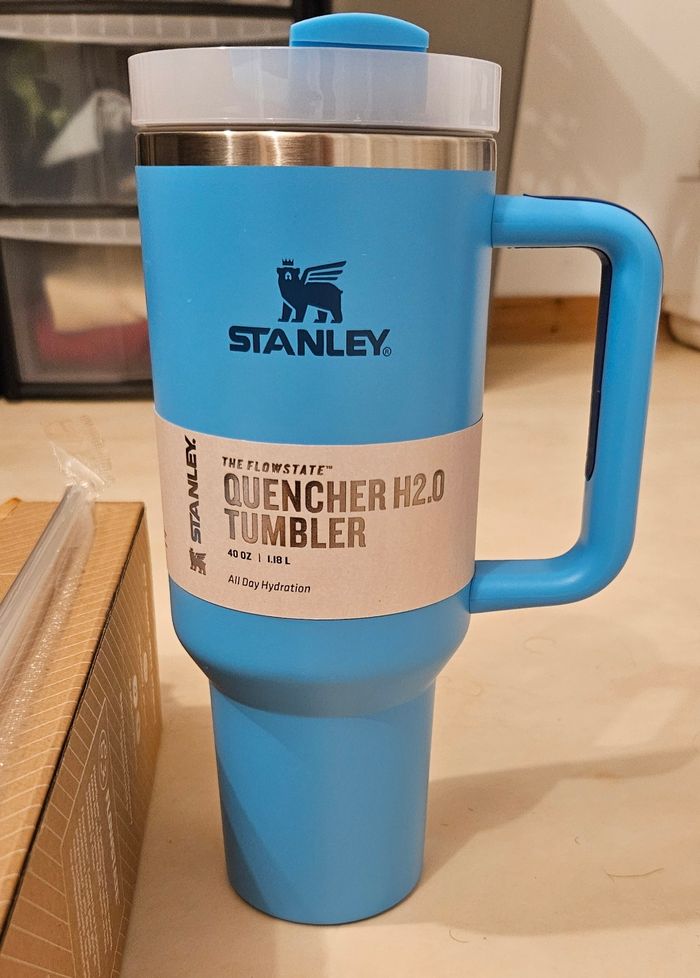 STANLEY®
STANLEY.
THE FLOWSTATE™
QUENCHER H2.0
TUMBLER
40 OZ | 1.18 L
All Day Hydration